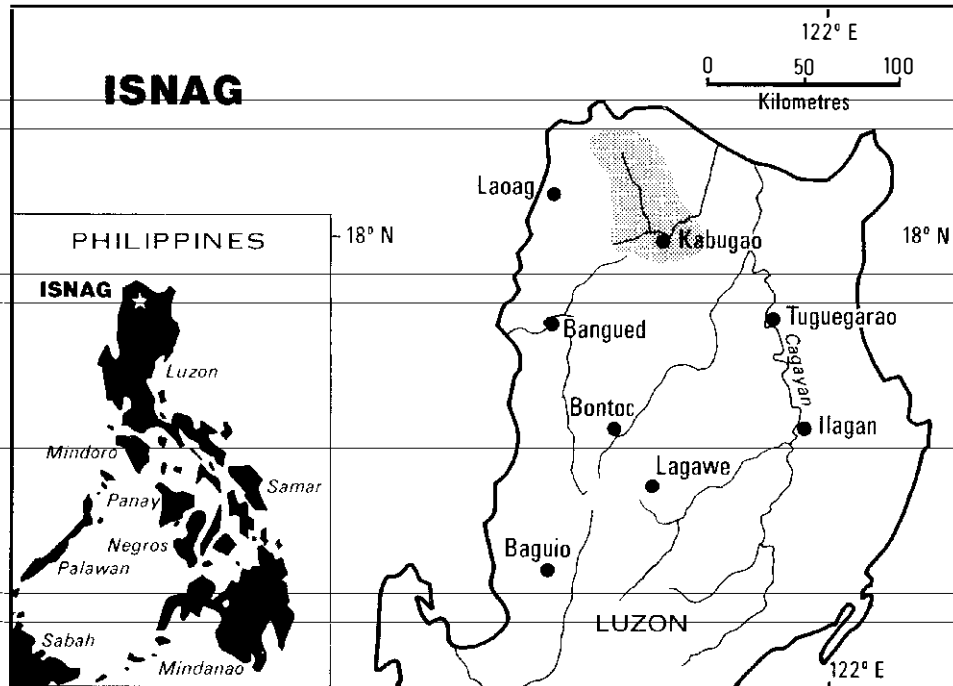 122° E
ISNAG
0 50 100
Kilometres
Laoag
PHILIPPINES
18° N
Kabugao
18° N
ISNAG
Bangued
Tuguegarao
Luzon
Cagayan
Bontoc
Ilagan
Mindoro
Lagawe
Panay
Samar
Negros
Baguio
Palawan
LUZON
Sabah
Mindanao
122° E